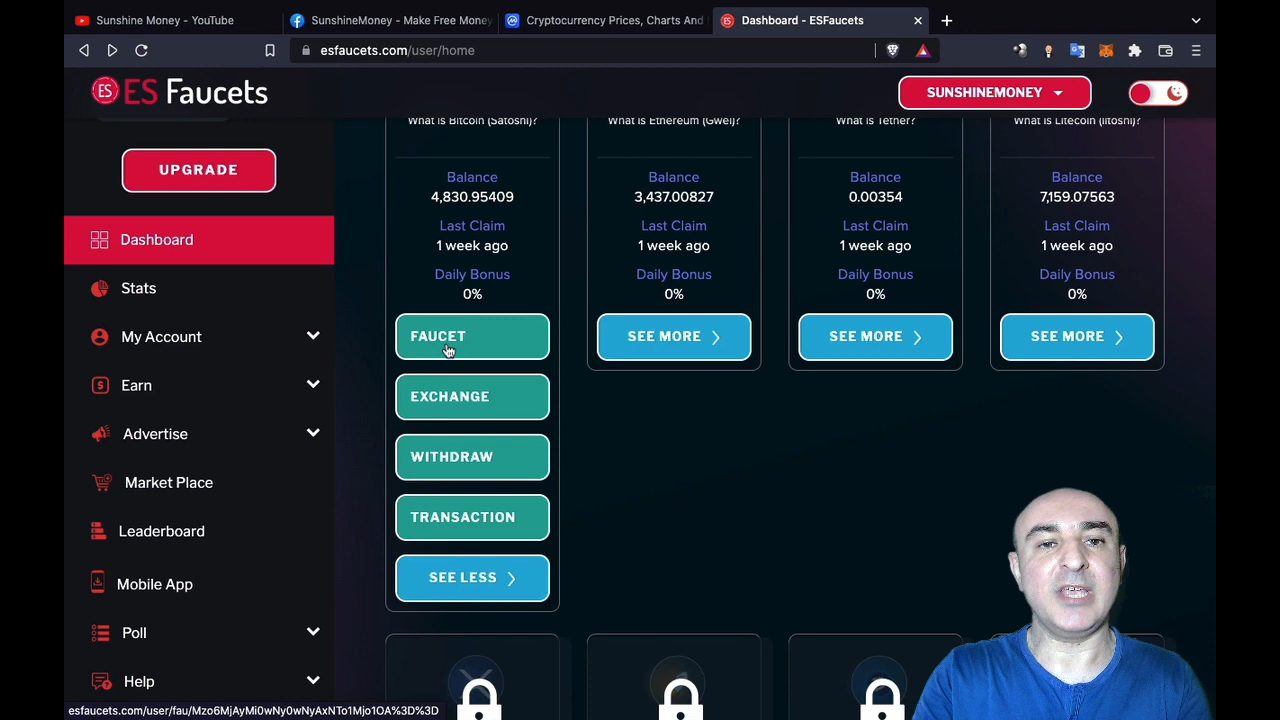 Sunshine Money - YouTube
SunshineMoney - Make Free Money
Cryptocurrency Prices, Charts And
Dashboard - ESFaucets
esfaucets.com/user/home
ES ES Faucets
SUNSHINEMONEY
UPGRADE
Dashboard
Stats
My Account
Earn
Advertise
Market Place
Leaderboard
Mobile App
Poll
Help
What is Bitcoin (Satoshi)?
Balance
4,830.95409
Last Claim
1 week ago
Daily Bonus
0%
FAUCET
EXCHANGE
WITHDRAW
TRANSACTION
SEE LESS
What is Ethereum (Gwei)?
Balance
3,437.00827
Last Claim
1 week ago
Daily Bonus
0%
SEE MORE
What is Tether?
Balance
0.00354
Last Claim
1 week ago
Daily Bonus
0%
SEE MORE
What is Litecoin (litoshi)?
Balance
7,159.07563
Last Claim
1 week ago
Daily Bonus
0%
SEE MORE
esfaucets.com/user/fau/Mzo6MjAyMi0wNy0wNyAxNTo1Mjo1OA%3D%3D